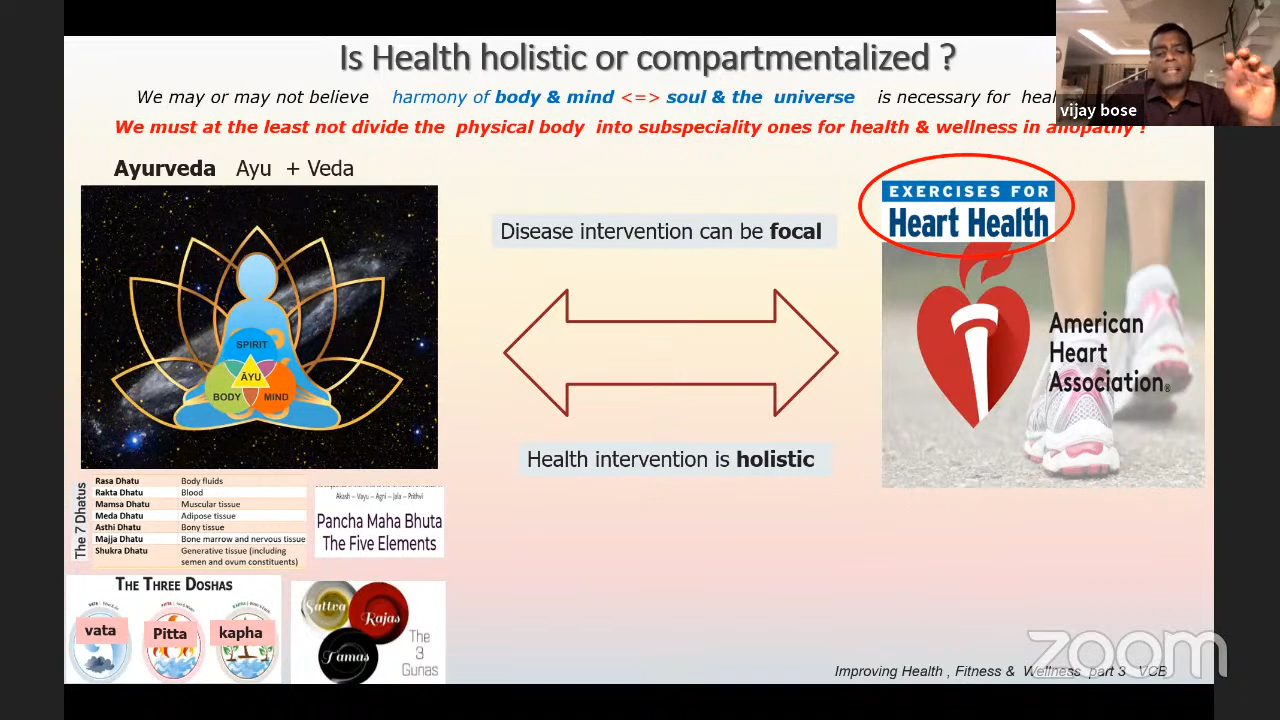 Is Health holistic or compartmentalized ?
We may or may not believe harmony of body & mind <=> soul & the universe is necessary for
We must at the least not divide the physical body into subspeciality ones for health & wellness in allopathy !
vijay bose
Ayurveda Ayu + Veda
SPIRIT
ĀYU
BODY MIND
Disease intervention can be focal
Health intervention is holistic
EXERCISES FOR
Heart Health
American
Heart
Association®
The 7 Dhatus
Rasa Dhatu Body fluids
Rakta Dhatu Blood
Mamsa Dhatu Muscular tissue
Meda Dhatu Adipose tissue
Asthi Dhatu Bony tissue
Majja Dhatu Bone marrow and nervous tissue
Shukra Dhatu Generative tissue (including
semen and ovum constituents)
Akash – Vayu – Agni – Jala – Prithvi
Pancha Maha Bhuta
The Five Elements
THE THREE DOSHAS
vata Pitta kapha
Sattva
Rajas
Tamas
The
3
Gunas
zoom
Improving Health , Fitness & Wellness part 3 VCB